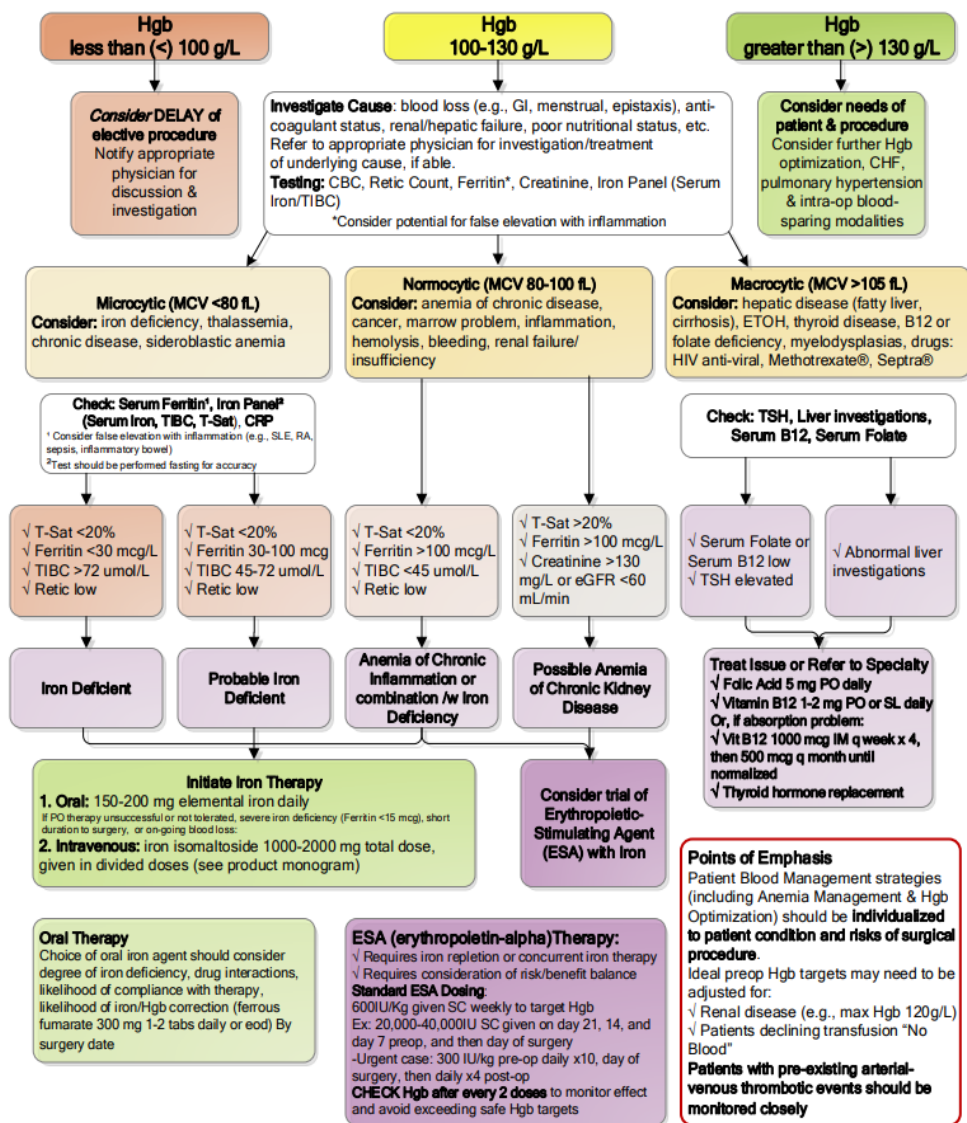 Hgb
less than (<) 100 g/L
Hgb
100-130 g/L
Hgb
greater than (>) 130 g/L
Consider DELAY of
elective procedure
Notify appropriate
physician for
discussion &
investigation
Investigate Cause: blood loss (e.g., GI, menstrual, epistaxis), anti-
coagulant status, renal/hepatic failure, poor nutritional status, etc.
Refer to appropriate physician for investigation/treatment
of underlying cause, if able.
Testing: CBC, Retic Count, Ferritin*, Creatinine, Iron Panel (Serum
Iron/TIBC)
*Consider potential for false elevation with inflammation
Consider needs of
patient & procedure
Consider further Hgb
optimization, CHF,
pulmonary hypertension
& intra-op blood-
sparing modalities
Microcytic (MCV <80 fL)
Consider: iron deficiency, thalassemia,
chronic disease, sideroblastic anemia
Normocytic (MCV 80-100 fL)
Consider: anemia of chronic disease,
cancer, marrow problem, inflammation,
hemolysis, bleeding, renal failure/
insufficiency
Macrocytic (MCV >105 fL)
Consider: hepatic disease (fatty liver,
cirrhosis), ETOH, thyroid disease, B12 or
folate deficiency, myelodysplasias, drugs:
HIV anti-viral, Methotrexate®, Septra®
Check: Serum Ferritin¹, Iron Panel²
(Serum Iron, TIBC, T-Sat), CRP
¹ Consider false elevation with inflammation (e.g., SLE, RA,
sepsis, inflammatory bowel)
²Test should be performed fasting for accuracy
Check: TSH, Liver investigations,
Serum B12, Serum Folate
√ T-Sat <20%
√ Ferritin <30 mcg/L
√ TIBC >72 umol/L
√ Retic low
√ T-Sat <20%
√ Ferritin 30-100 mcg
√ TIBC 45-72 umol/L
√ Retic low
√ T-Sat <20%
√ Ferritin >100 mcg/L
√ TIBC <45 umol/L
√ Retic low
√ T-Sat >20%
√ Ferritin >100 mcg/L
√ Creatinine >130
mg/L or eGFR <60
mL/min
√ Serum Folate or
Serum B12 low
√ TSH elevated
√ Abnormal liver
investigations
Iron Deficient
Probable Iron
Deficient
Anemia of Chronic
Inflammation or
combination /w Iron
Deficiency
Possible Anemia
of Chronic Kidney
Disease
Treat Issue or Refer to Specialty
√ Folic Acid 5 mg PO daily
√ Vitamin B12 1-2 mg PO or SL daily
Or, if absorption problem:
√ Vit B12 1000 mcg IM q week x 4,
then 500 mcg q month until
normalized
√ Thyroid hormone replacement
Initiate Iron Therapy
1. Oral: 150-200 mg elemental iron daily
If PO therapy unsuccessful or not tolerated, severe iron deficiency (Ferritin <15 mcg), short
duration to surgery, or on-going blood loss:
2. Intravenous: iron isomaltoside 1000-2000 mg total dose,
given in divided doses (see product monogram)
Consider trial of
Erythropoietic-
Stimulating Agent
(ESA) with Iron
Oral Therapy
Choice of oral iron agent should consider
degree of iron deficiency, drug interactions,
likelihood of compliance with therapy,
likelihood of iron/Hgb correction (ferrous
fumarate 300 mg 1-2 tabs daily or eod) By
surgery date
ESA (erythropoietin-alpha)Therapy:
√ Requires iron repletion or concurrent iron therapy
√ Requires consideration of risk/benefit balance
Standard ESA Dosing:
600IU/Kg given SC weekly to target Hgb
Ex: 20,000-40,000IU SC given on day 21, 14, and
day 7 preop, and then day of surgery
-Urgent case: 300 IU/kg pre-op daily x10, day of
surgery, then daily x4 post-op
CHECK Hgb after every 2 doses to monitor effect
and avoid exceeding safe Hgb targets
Points of Emphasis
Patient Blood Management strategies
(including Anemia Management & Hgb
Optimization) should be individualized
to patient condition and risks of surgical
procedure.
Ideal preop Hgb targets may need to be
adjusted for:
√ Renal disease (e.g., max Hgb 120g/L)
√ Patients declining transfusion "No
Blood"
Patients with pre-existing arterial-
venous thrombotic events should be
monitored closely